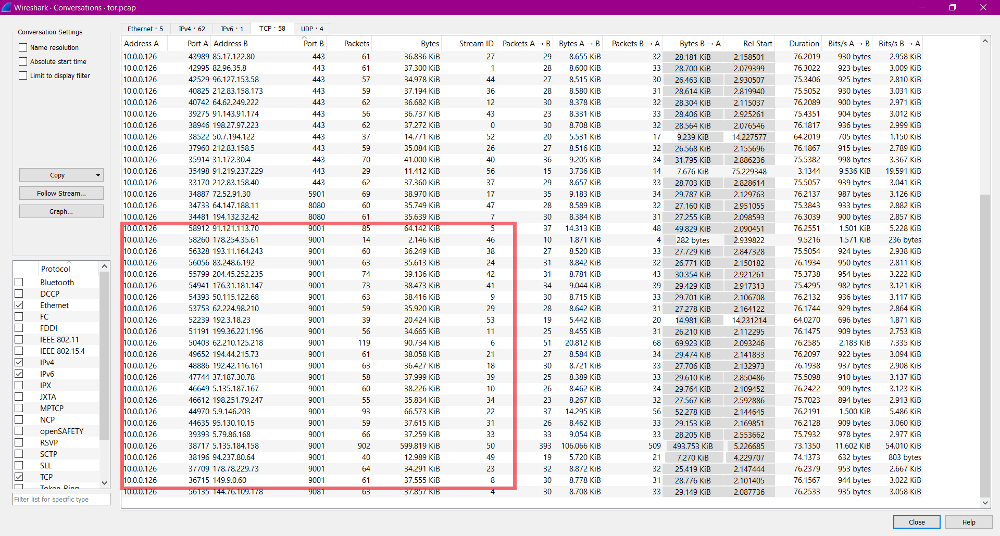 Wireshark · Conversations · tor.pcap
Conversation Settings
Name resolution
Absolute start time
Limit to display filter
Copy
Follow Stream...
Graph...
Protocol
Bluetooth
DCCP
Ethernet
FC
FDDI
IEEE 802.11
IEEE 802.15.4
IPv4
IPv6
IPX
JXTA
MPTCP
NCP
openSAFETY
RSVP
SCTP
SLL
TCP
Token-Ring
Filter list for specific type
Ethernet · 5 IPv4 · 62 IPv6 · 1 TCP · 58 UDP · 4
Address A Port A Address B Port B Packets Bytes Stream ID Packets A → B Bytes A → B Packets B → A Bytes B → A Rel Start Duration Bits/s A → B Bits/s B → A
10.0.0.126 43989 85.17.122.80 443 61 36.836 KiB 27 29 8.655 KiB 32 28.181 KiB 2.158501 76.2019 930 bytes 2.958 KiB
10.0.0.126 42995 82.96.35.8 443 61 37.300 KiB 1 28 8.600 KiB 33 28.700 KiB 2.079399 76.3022 923 bytes 3.009 KiB
10.0.0.126 42529 96.127.153.58 443 57 34.978 KiB 44 27 8.515 KiB 30 26.463 KiB 2.930507 75.3406 925 bytes 2.810 KiB
10.0.0.126 40825 212.83.158.173 443 59 37.194 KiB 36 28 8.580 KiB 31 28.614 KiB 2.819940 75.5052 930 bytes 3.031 KiB
10.0.0.126 40742 64.62.249.222 443 62 36.682 KiB 12 30 8.378 KiB 32 28.304 KiB 2.115037 76.2089 900 bytes 2.971 KiB
10.0.0.126 39275 91.143.91.174 443 56 36.737 KiB 43 23 8.331 KiB 33 28.406 KiB 2.925261 75.4351 904 bytes 3.012 KiB
10.0.0.126 38946 198.27.97.223 443 62 37.272 KiB 0 30 8.708 KiB 32 28.564 KiB 2.076546 76.1817 936 bytes 2.999 KiB
10.0.0.126 38522 50.7.194.122 443 37 14.771 KiB 52 20 5.531 KiB 17 9.239 KiB 14.227577 64.2019 705 bytes 1.150 KiB
10.0.0.126 37960 212.83.158.5 443 59 35.084 KiB 26 27 8.516 KiB 32 26.568 KiB 2.155696 76.1867 915 bytes 2.789 KiB
10.0.0.126 35914 31.172.30.4 443 70 41.000 KiB 40 36 9.205 KiB 34 31.795 KiB 2.886236 75.5382 998 bytes 3.367 KiB
10.0.0.126 35498 91.219.237.229 443 29 11.412 KiB 56 15 3.736 KiB 14 7.676 KiB 75.229348 3.1344 9.536 KiB 19.591 KiB
10.0.0.126 33170 212.83.158.40 443 62 37.360 KiB 37 29 8.657 KiB 33 28.703 KiB 2.828614 75.5057 939 bytes 3.041 KiB
10.0.0.126 34887 72.52.91.30 5901 69 38.970 KiB 17 35 9.183 KiB 34 29.787 KiB 2.129763 76.2137 987 bytes 3.126 KiB
10.0.0.126 34733 64.147.188.11 8080 60 35.749 KiB 47 28 8.589 KiB 32 27.160 KiB 2.951055 75.3843 933 bytes 2.882 KiB
10.0.0.126 34481 194.132.32.42 8080 61 35.639 KiB 7 30 8.384 KiB 31 27.255 KiB 2.098593 76.3039 900 bytes 2.857 KiB
10.0.0.126 58912 91.121.113.70 9001 85 64.142 KiB 5 37 14.313 KiB 48 49.829 KiB 2.090451 76.2551 1.501 KiB 5.228 KiB
10.0.0.126 58260 178.254.35.61 9001 14 2.146 KiB 46 10 1.871 KiB 4 282 bytes 2.939822 9.5216 1.571 KiB 236 bytes
10.0.0.126 56328 193.11.164.243 9001 60 36.249 KiB 38 27 8.520 KiB 33 27.729 KiB 2.847328 75.5054 924 bytes 2.938 KiB
10.0.0.126 56056 83.248.6.192 9001 63 35.613 KiB 24 31 8.842 KiB 32 26.771 KiB 2.150182 76.1934 950 bytes 2.811 KiB
10.0.0.126 55799 204.45.252.235 9001 74 39.136 KiB 42 31 8.781 KiB 43 30.354 KiB 2.921261 75.3738 954 bytes 3.222 KiB
10.0.0.126 54941 176.31.181.147 9001 73 38.473 KiB 41 34 9.044 KiB 39 29.429 KiB 2.917313 75.4295 982 bytes 3.121 KiB
10.0.0.126 54393 50.115.122.68 9001 63 38.416 KiB 9 30 8.715 KiB 33 29.701 KiB 2.106708 76.2132 936 bytes 3.117 KiB
10.0.0.126 53753 62.224.98.210 9001 59 35.920 KiB 29 28 8.642 KiB 31 27.278 KiB 2.164122 76.1744 929 bytes 2.864 KiB
10.0.0.126 52239 192.3.18.23 9001 39 20.424 KiB 53 19 5.442 KiB 20 14.981 KiB 14.231214 64.0270 696 bytes 1.871 KiB
10.0.0.126 51191 199.36.221.196 9001 56 34.665 KiB 11 25 8.455 KiB 31 26.210 KiB 2.112295 76.1475 909 bytes 2.753 KiB
10.0.0.126 50403 62.210.125.218 9001 119 90.734 KiB 6 51 20.812 KiB 68 69.923 KiB 2.093246 76.2585 2.183 KiB 7.335 KiB
10.0.0.126 49652 194.44.215.73 9001 61 38.058 KiB 21 27 8.584 KiB 34 29.474 KiB 2.141833 76.2097 922 bytes 3.094 KiB
10.0.0.126 48886 192.42.116.161 9001 63 36.427 KiB 18 30 8.721 KiB 33 27.706 KiB 2.132973 76.1938 937 bytes 2.908 KiB
10.0.0.126 47744 37.187.30.78 9001 58 37.999 KiB 39 25 8.389 KiB 33 29.610 KiB 2.850486 75.5098 910 bytes 3.137 KiB
10.0.0.126 46649 5.135.187.167 9001 60 38.226 KiB 10 26 8.462 KiB 34 29.764 KiB 2.109452 76.2422 909 bytes 3.123 KiB
10.0.0.126 46612 198.251.79.247 9001 55 35.834 KiB 34 23 8.267 KiB 32 27.567 KiB 2.592886 75.7023 894 bytes 2.913 KiB
10.0.0.126 44970 5.9.146.203 9001 93 66.573 KiB 22 37 14.295 KiB 56 52.278 KiB 2.144645 76.2191 1.500 KiB 5.486 KiB
10.0.0.126 44635 95.130.10.15 9001 59 37.615 KiB 31 26 8.462 KiB 33 29.153 KiB 2.169851 76.2128 909 bytes 3.060 KiB
10.0.0.126 39393 5.79.86.168 9001 66 37.259 KiB 33 33 9.054 KiB 33 28.205 KiB 2.553662 75.7932 978 bytes 2.977 KiB
10.0.0.126 38717 5.135.184.158 9001 902 599.819 KiB 50 393 106.066 KiB 509 493.753 KiB 5.226685 73.1350 11.602 KiB 54.010 KiB
10.0.0.126 38196 94.237.80.64 9001 40 12.989 KiB 49 19 5.720 KiB 21 7.270 KiB 4.229707 74.1373 632 bytes 803 bytes
10.0.0.126 37709 178.78.229.73 9001 64 34.291 KiB 23 32 8.872 KiB 32 25.419 KiB 2.147444 76.2379 953 bytes 2.667 KiB
10.0.0.126 36715 149.9.0.60 9001 61 37.555 KiB 8 30 8.778 KiB 31 28.776 KiB 2.101405 76.1567 944 bytes 3.022 KiB
10.0.0.126 56135 144.76.109.178 9081 63 37.857 KiB 4 30 8.708 KiB 33 29.149 KiB 2.087736 76.2533 935 bytes 3.058 KiB
Close
Help